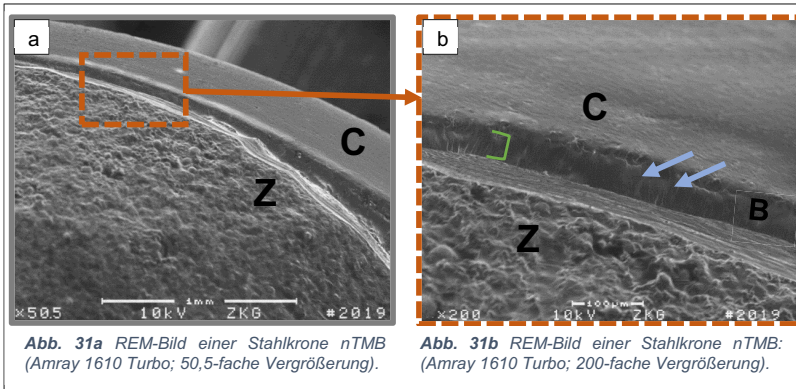 a
C
Z
×50.5 1mm 10kV ZKG #2019
b
C
B
Z
×200 100µm 10kV ZKG #2019
Abb. 31a REM-Bild einer Stahlkrone nTMB
(Amray 1610 Turbo; 50,5-fache Vergrößerung).
Abb. 31b REM-Bild einer Stahlkrone nTMB:
(Amray 1610 Turbo; 200-fache Vergrößerung).